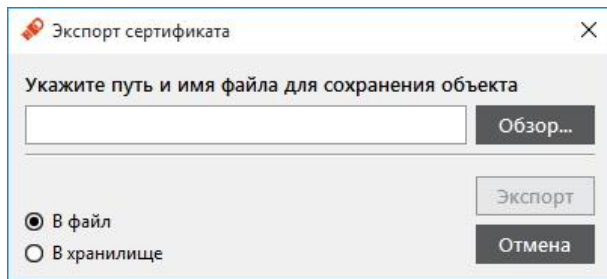 Экспорт сертификата
Укажите путь и имя файла для сохранения объекта
Обзор...
Экспорт
В файл
В хранилище
Отмена